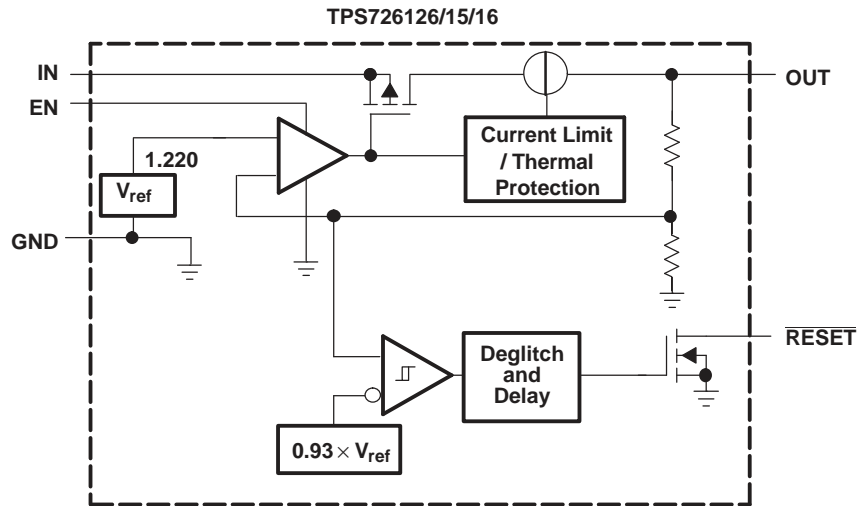 TPS726126/15/16
IN
OUT
EN
Current Limit
/ Thermal
Protection
1.220
Vref
GND
RESET
Deglitch
and
Delay
0.93 × Vref